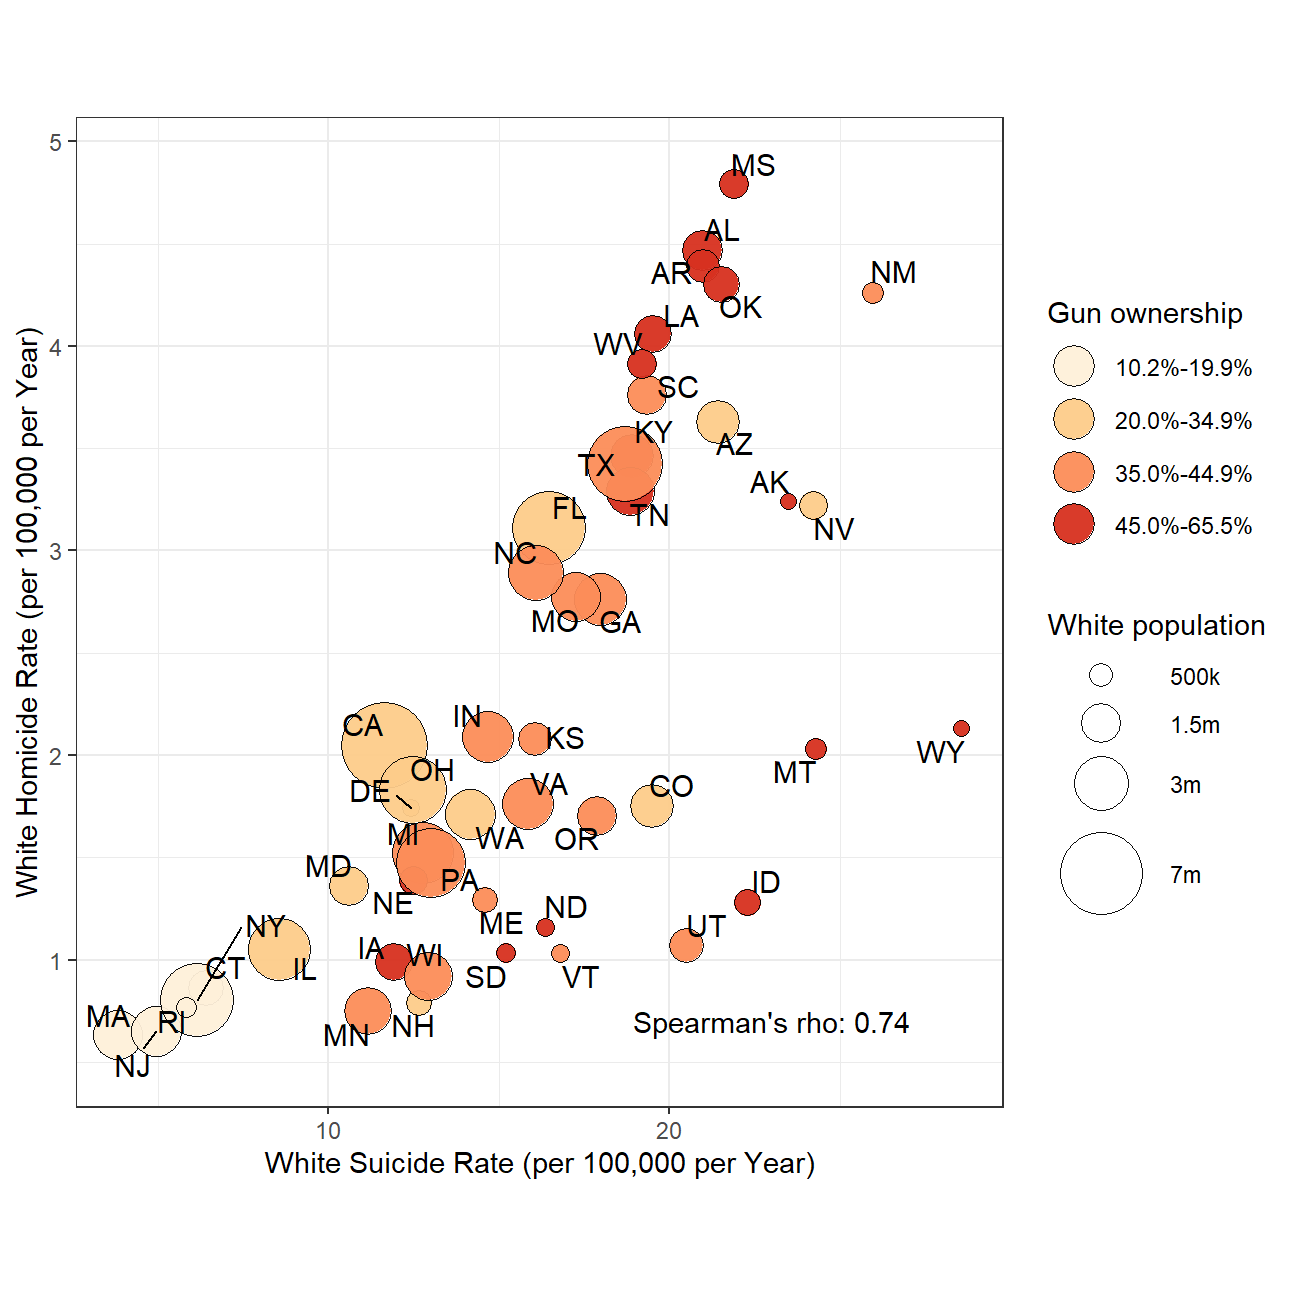 White Homicide Rate (per 100,000 per Year)
5
4
3
2
1
MS
AL
AR
NM
OK
LA
WV
SC
KY
AZ
TX
AK
FL
TN
NV
NC
MO
GA
CA
IN
KS
WY
MT
OH
DE
VA
CO
MI
WA
OR
MD
PA
ID
NE
ND
ME
NY
UT
IA
WI
CT
IL
SD
VT
MA
RI
MN
NH
NJ
Spearman's rho: 0.74
10
20
White Suicide Rate (per 100,000 per Year)
Gun ownership
10.2%-19.9%
20.0%-34.9%
35.0%-44.9%
45.0%-65.5%
White population
500k
1.5m
3m
7m